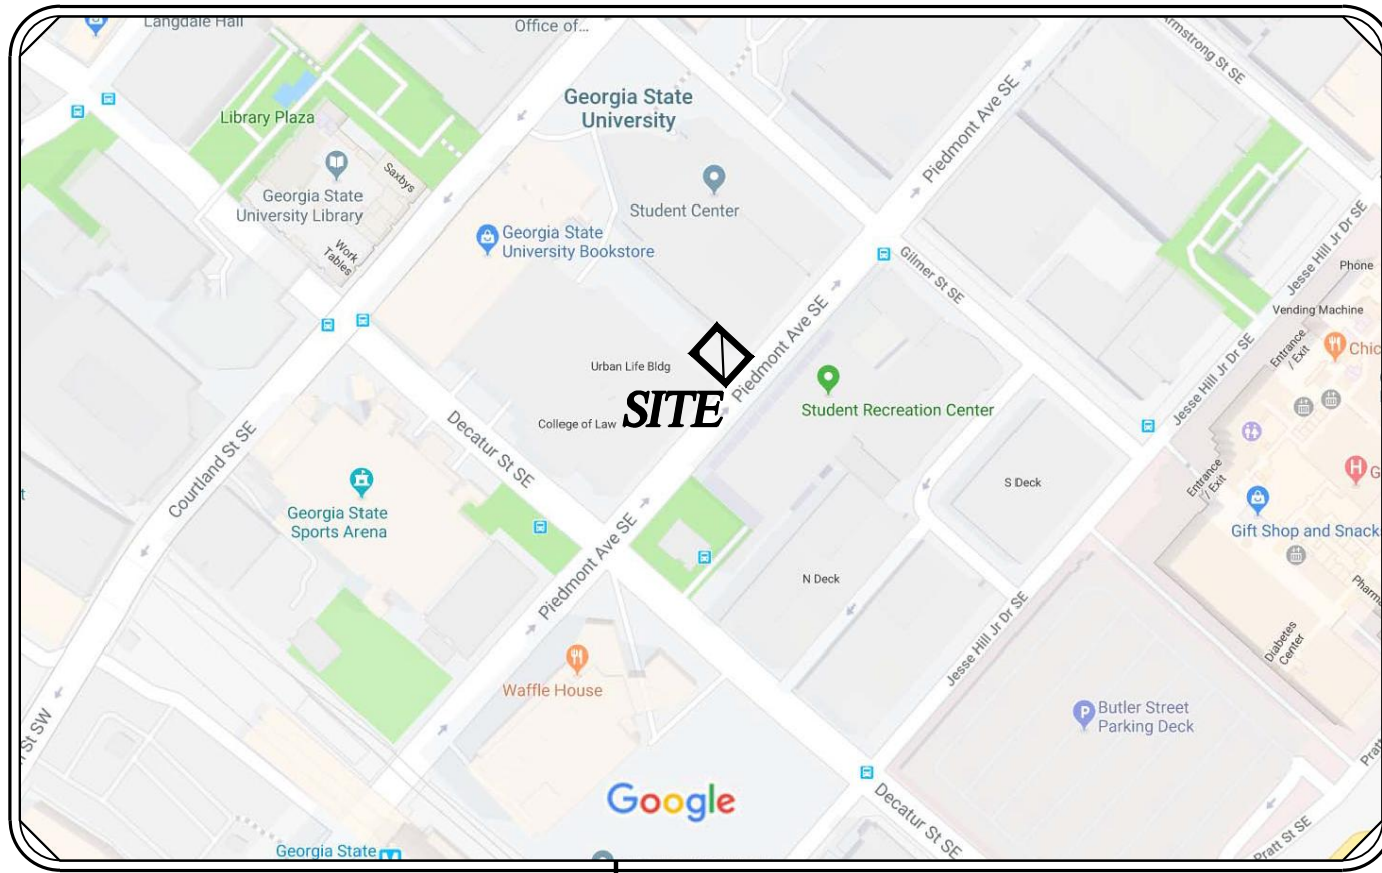 Langdale Hall
Office of...
Armstrong St SE
Georgia State
University
Piedmont Ave SE
Library Plaza
Saxbys
Georgia State
University Library
Student Center
Work
Tables
Georgia State
University Bookstore
Gilmer St SE
Jesse Hill Jr Dr SE
Phone
Vending Machine
Entrance
/ Exit
Chic
Piedmont Ave SE
Urban Life Bldg
SITE
College of Law
Student Recreation Center
Jesse Hill Jr Dr SE
Decatur St SE
Courtland St SE
S Deck
Entrance
/ Exit
H
G
t
Georgia State
Sports Arena
Gift Shop and Snack
Piedmont Ave SE
N Deck
Pharma
Diabetes
Center
Jesse Hill Jr Dr SE
Waffle House
P
Butler Street
Parking Deck
St SW
Prat
Google
Decatur St SE
Pratt St SE
Georgia State